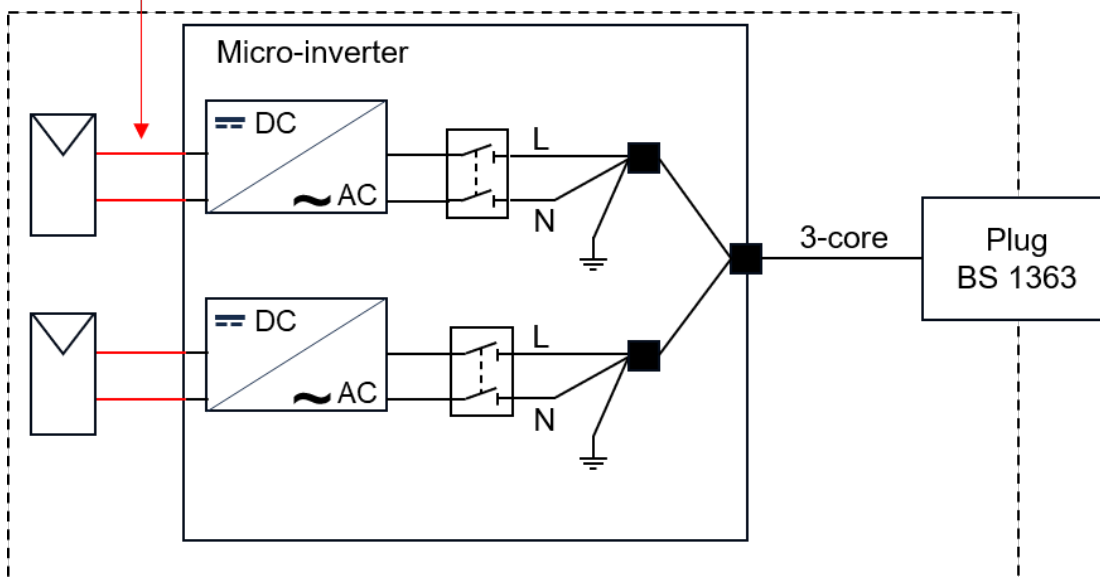 Micro-inverter
DC
AC
L
N
3-core
Plug
BS 1363
DC
AC
L
N